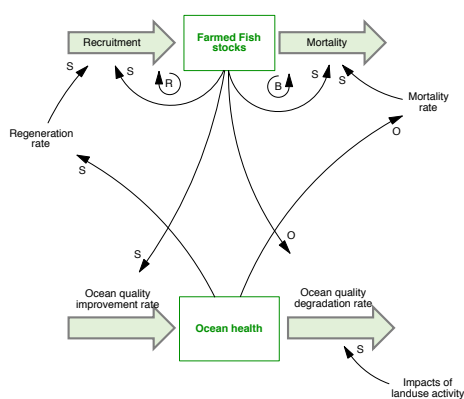 Recruitment
Farmed Fish
stocks
Mortality
S
S
R
B
S
S
Mortality
rate
O
Regeneration
rate
S
S
O
Ocean quality
improvement rate
Ocean quality
degradation rate
Ocean health
S
Impacts of
landuse activity